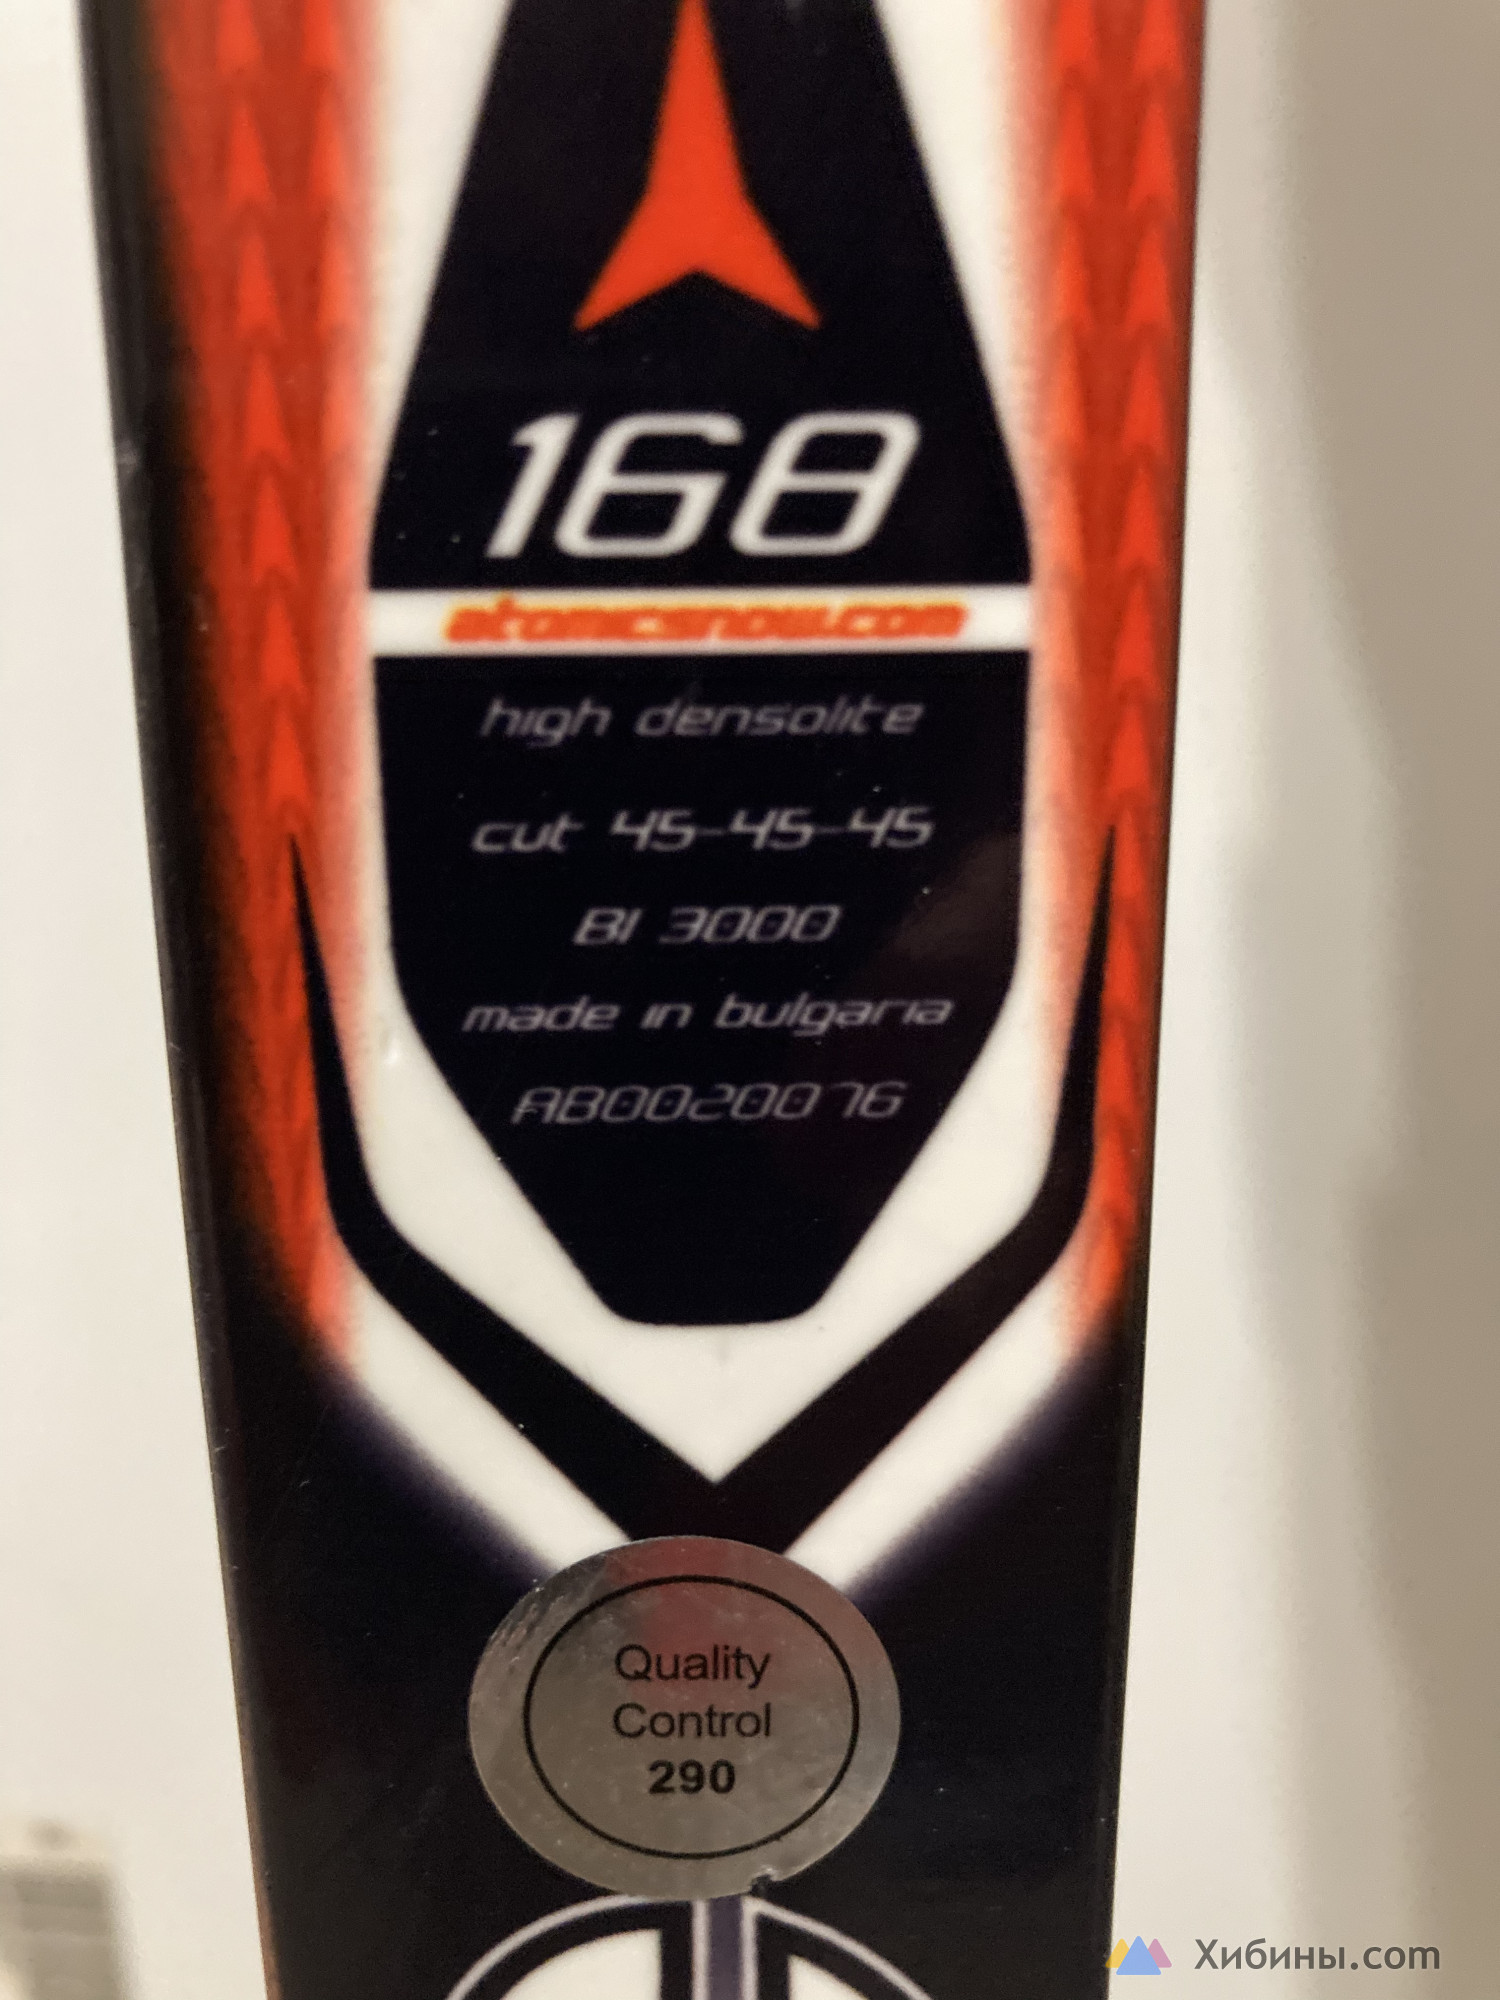 168
atomicsnow.com
high densolite
cut 45-45-45
BI 3000
made in bulgaria
AB0020076
Quality
Control
290
Хибины.com